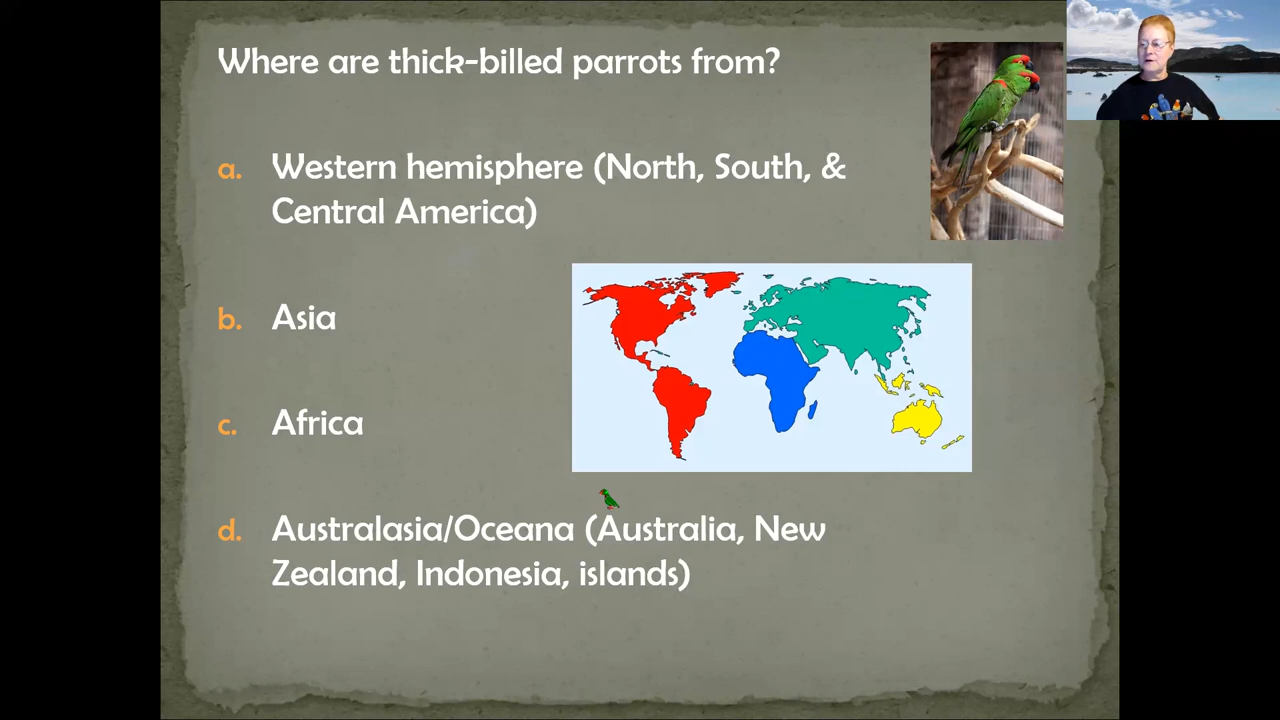 Where are thick-billed parrots from?
a. Western hemisphere (North, South, &
Central America)
b. Asia
c. Africa
d. Australasia/Oceana (Australia, New
Zealand, Indonesia, islands)